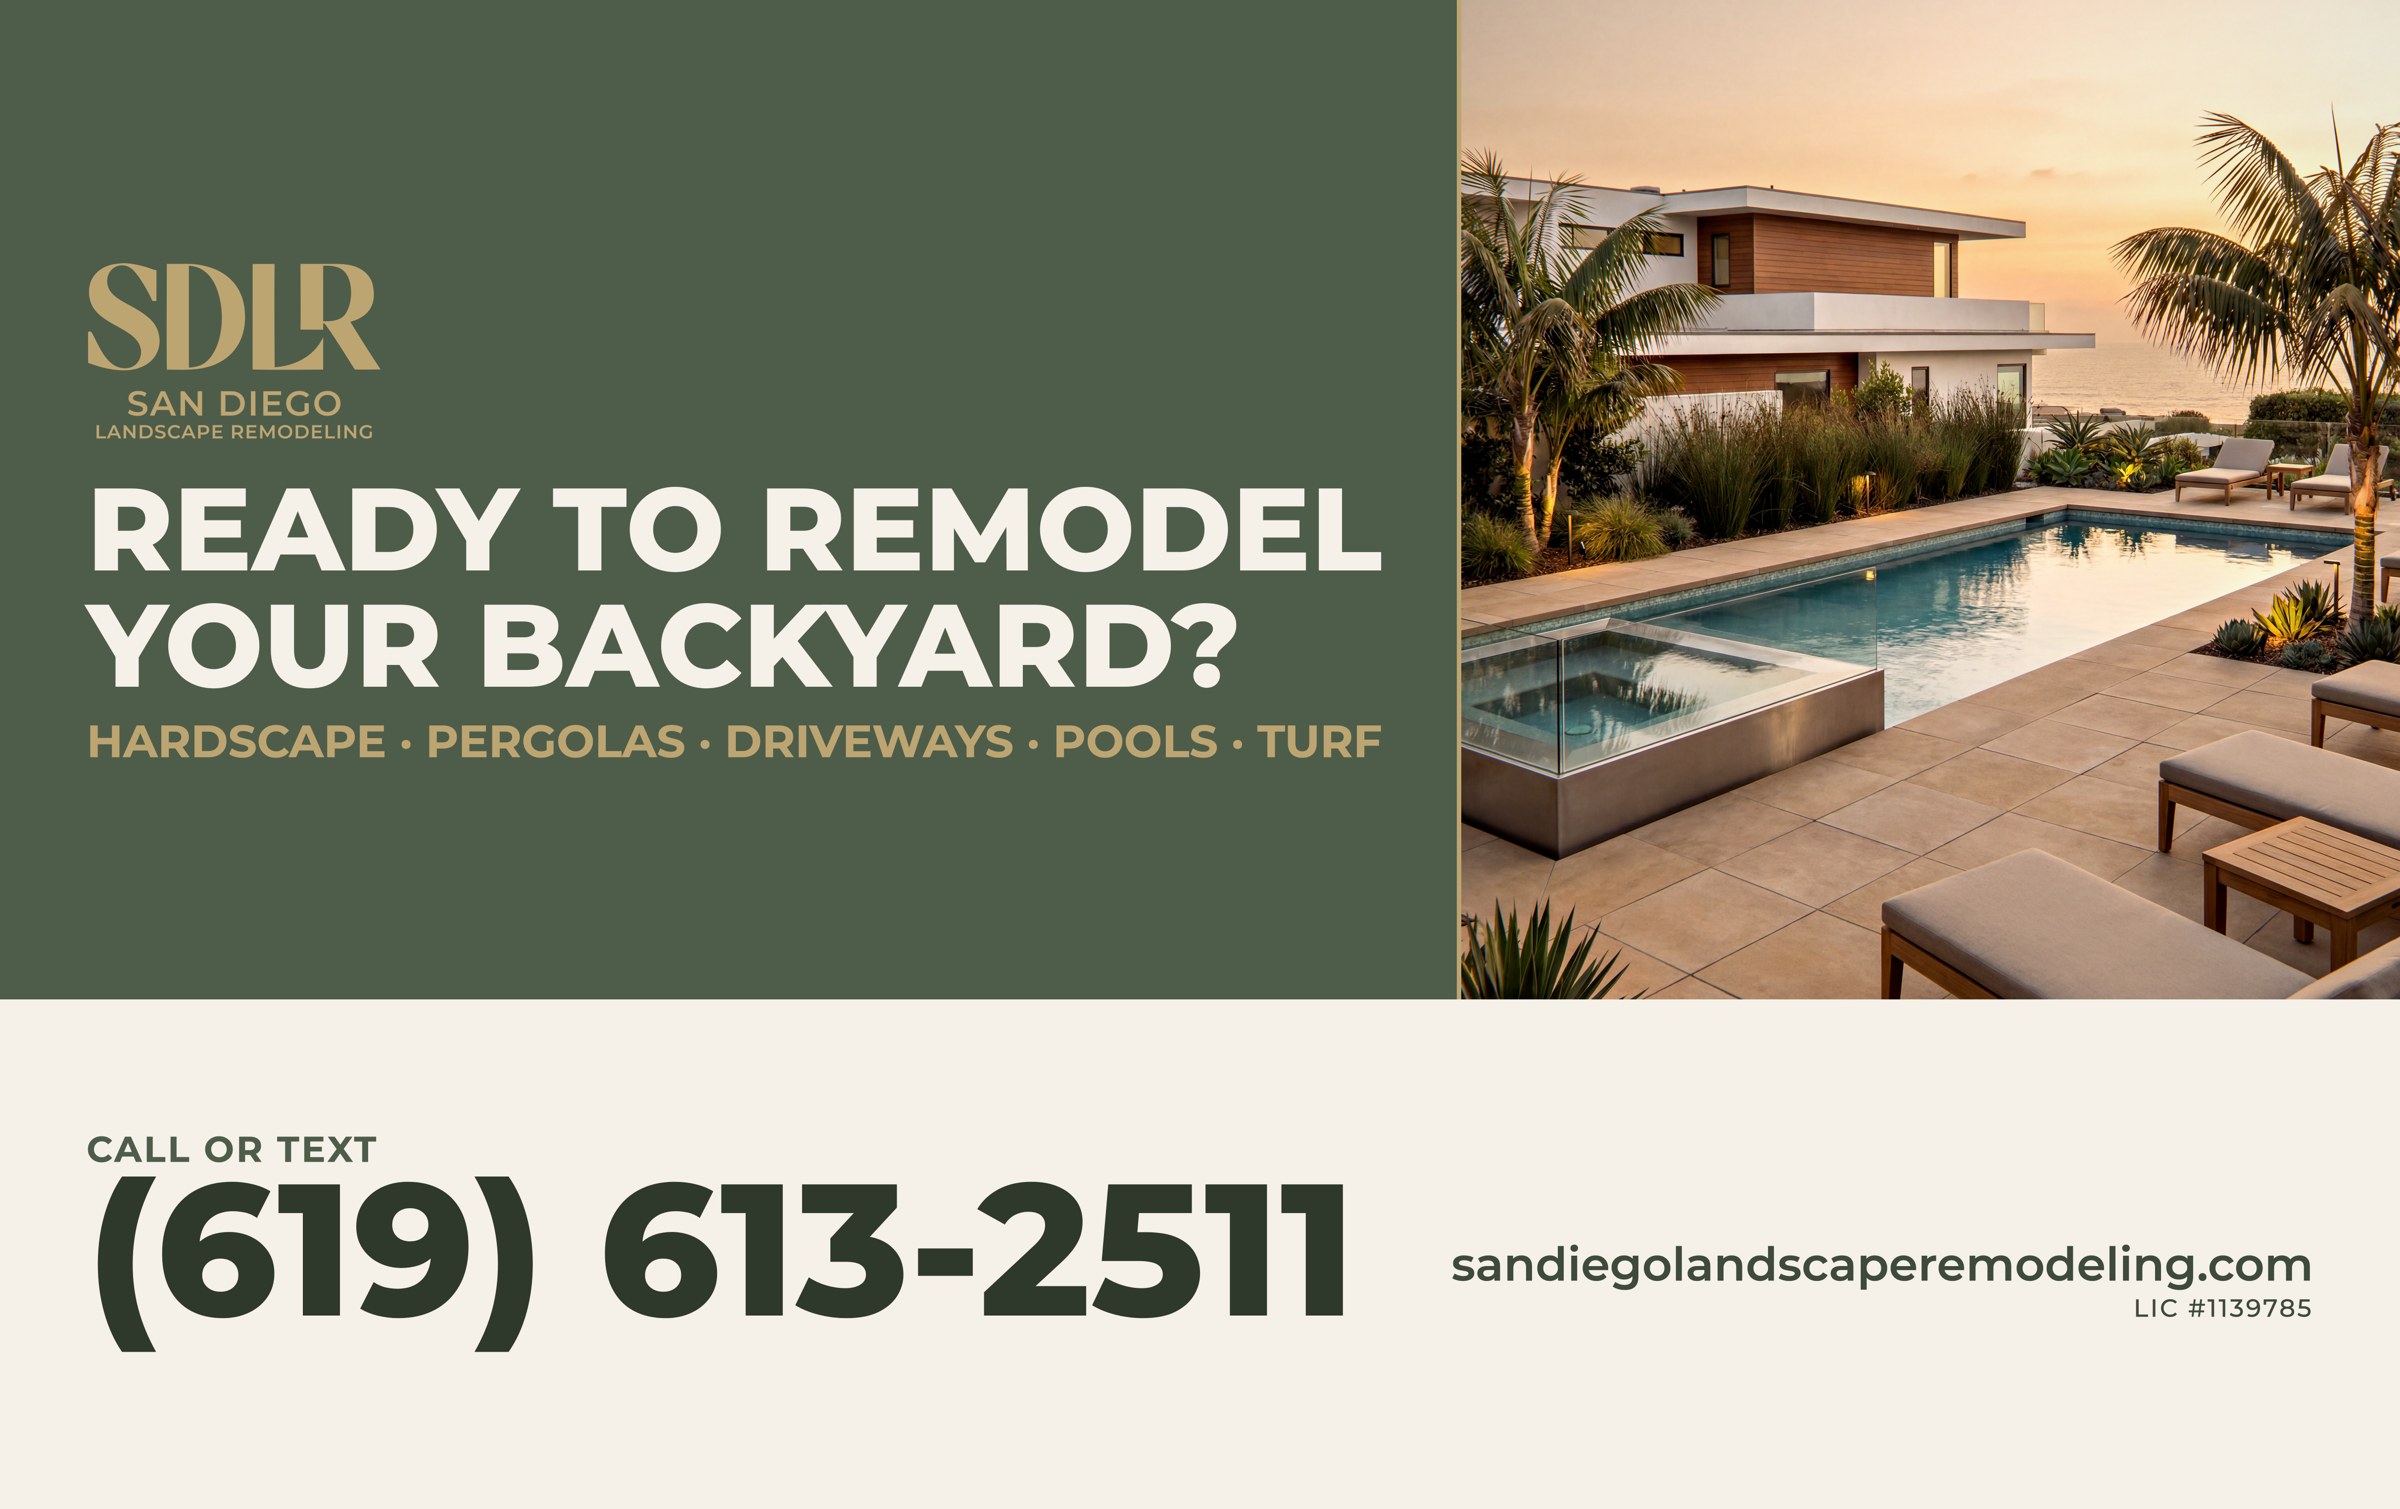 SDLR
SAN DIEGO
LANDSCAPE REMODELING
READY TO REMODEL
YOUR BACKYARD?
HARDSCAPE • PERGOLAS • DRIVEWAYS • POOLS • TURF
CALL OR TEXT
(619) 613-2511
sandiegolandscaperemodeling.com
LIC #1139785